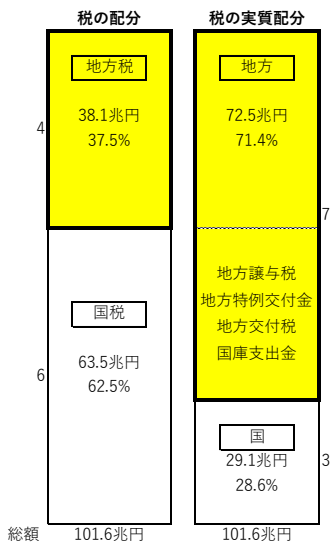 税の配分
税の実質配分
地方税
38.1兆円
37.5%
4
地方
72.5兆円
71.4%
7
地方譲与税
地方特例交付金
地方交付税
国庫支出金
国税
63.5兆円
62.5%
6
国
29.1兆円
28.6%
3
総額
101.6兆円
101.6兆円